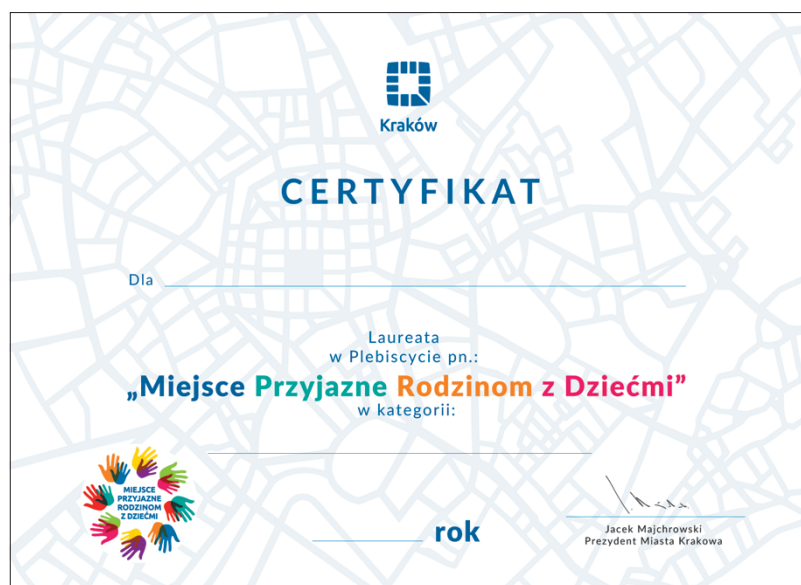 Kraków
CERTYFIKAT
Dla
Laureata
w Plebiscycie pn.:
„Miejsce Przyjazne Rodzinom z Dziećmi”
w kategorii:
MIEJSCE
PRZYJAZNE
RODZINOM
Z DZIEĆMI
rok
Jacek Majchrowski
Prezydent Miasta Krakowa